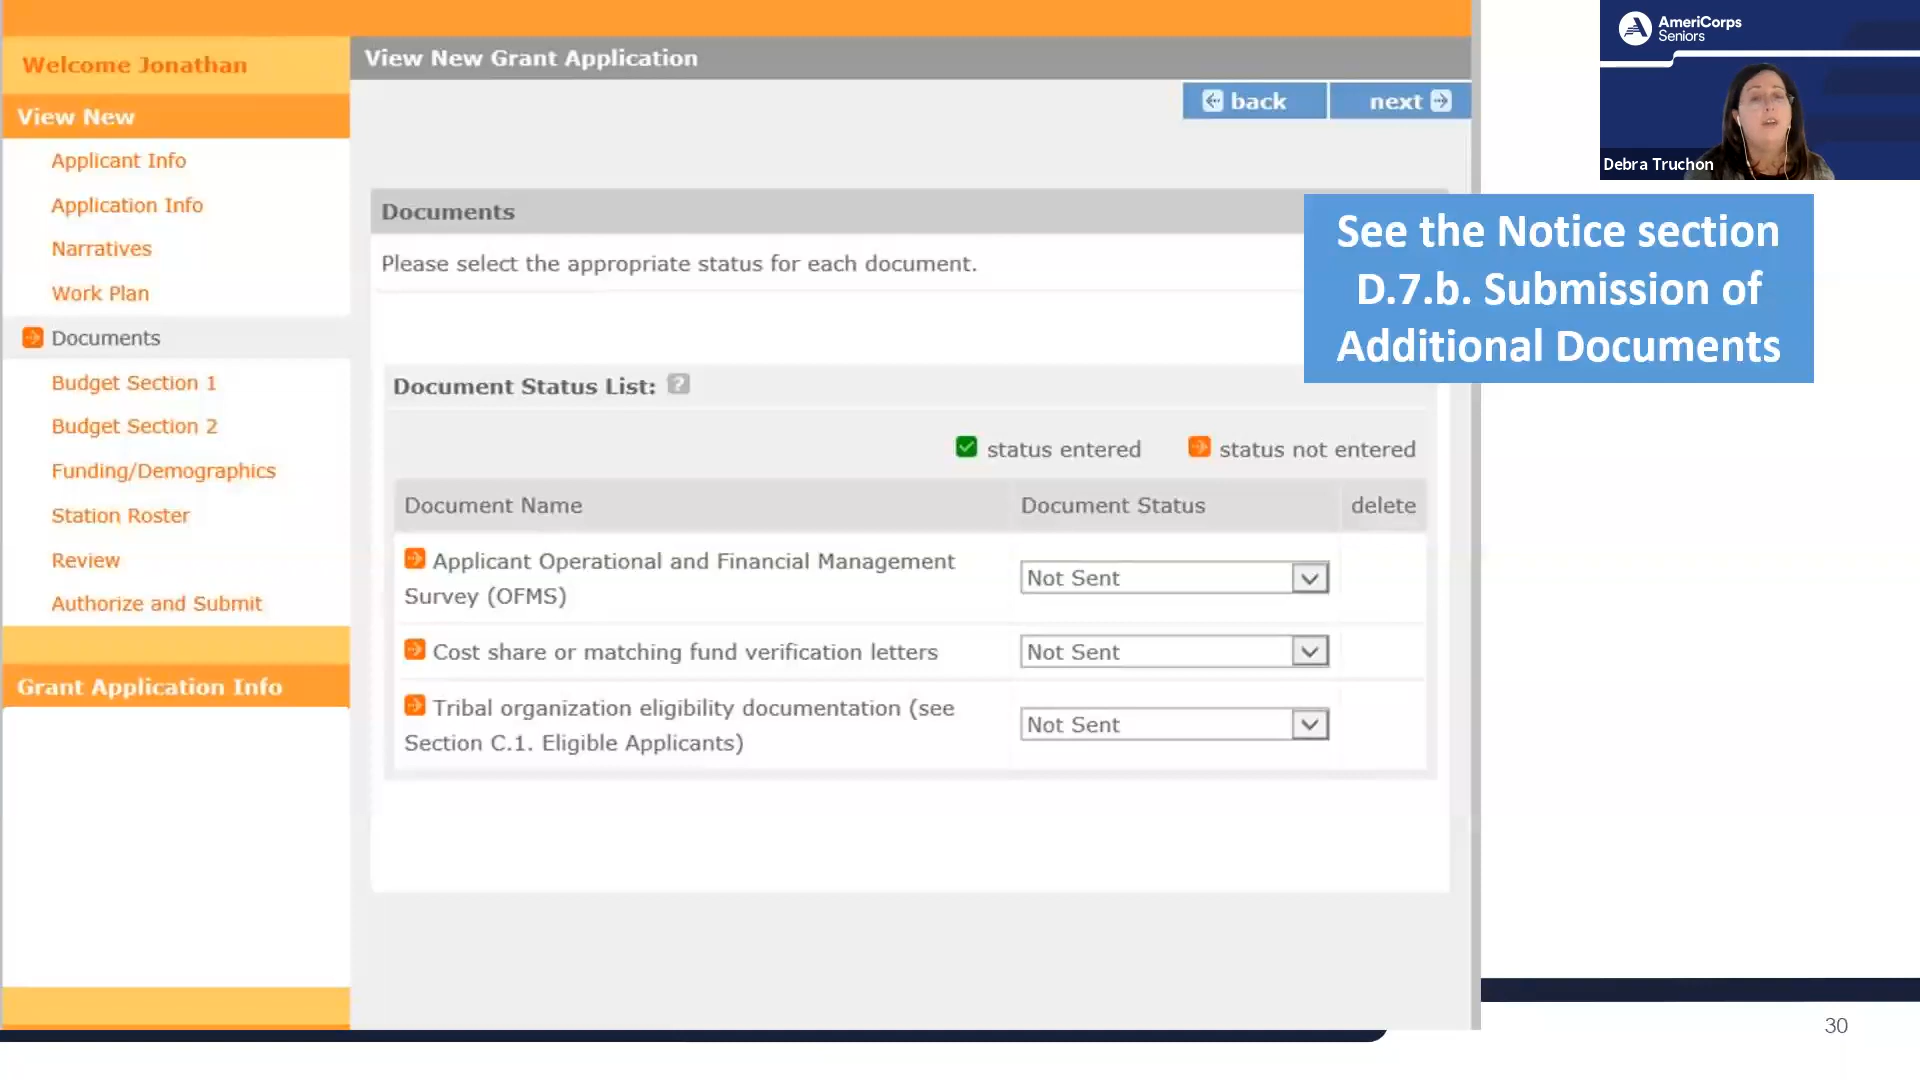 Welcome Jonathan
View New
Applicant Info
Application Info
Narratives
Work Plan
Documents
Budget Section 1
Budget Section 2
Funding/Demographics
Station Roster
Review
Authorize and Submit
Grant Application Info
View New Grant Application
back
next
Documents
Please select the appropriate status for each document.
Document Status List: ?
status entered
status not entered
Document Name
Document Status
delete
Applicant Operational and Financial Management
Survey (OFMS)
Not Sent
Cost share or matching fund verification letters
Not Sent
Tribal organization eligibility documentation (see
Section C.1. Eligible Applicants)
Not Sent
AmeriCorps
Seniors
Debra Truchon
See the Notice section
D.7.b. Submission of
Additional Documents
30